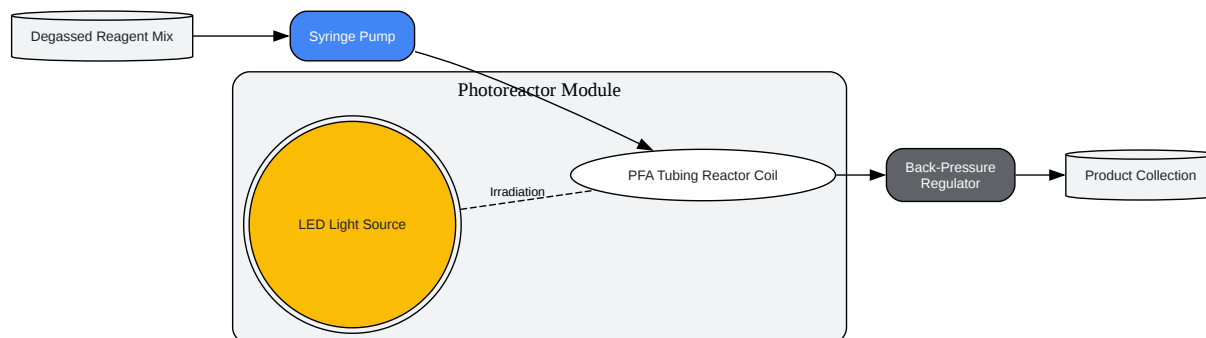 Degassed Reagent Mix
Syringe Pump
Photoreactor Module
LED Light Source
Irradiation
PFA Tubing Reactor Coil
Back-Pressure
Regulator
Product Collection